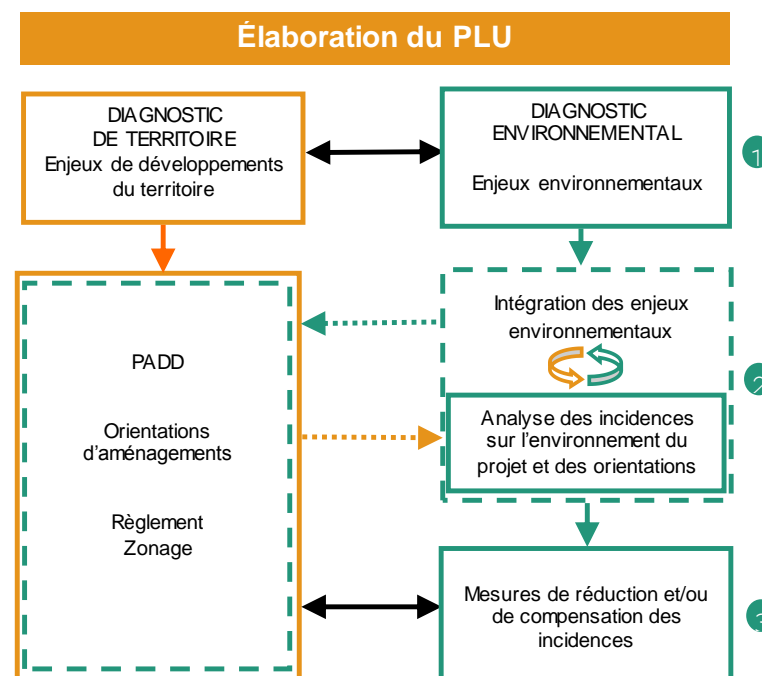 Élaboration du PLU
DIAGNOSTIC
DE TERRITOIRE
Enjeux de développements
du territoire
DIAGNOSTIC
ENVIRONNEMENTAL
Enjeux environnementaux
1
PADD
Orientations
d'aménagements
Règlement
Zonage
Intégration des enjeux
environnementaux
Analyse des incidences
sur l'environnement du
projet et des orientations
2
Mesures de réduction et/ou
de compensation des
incidences
3